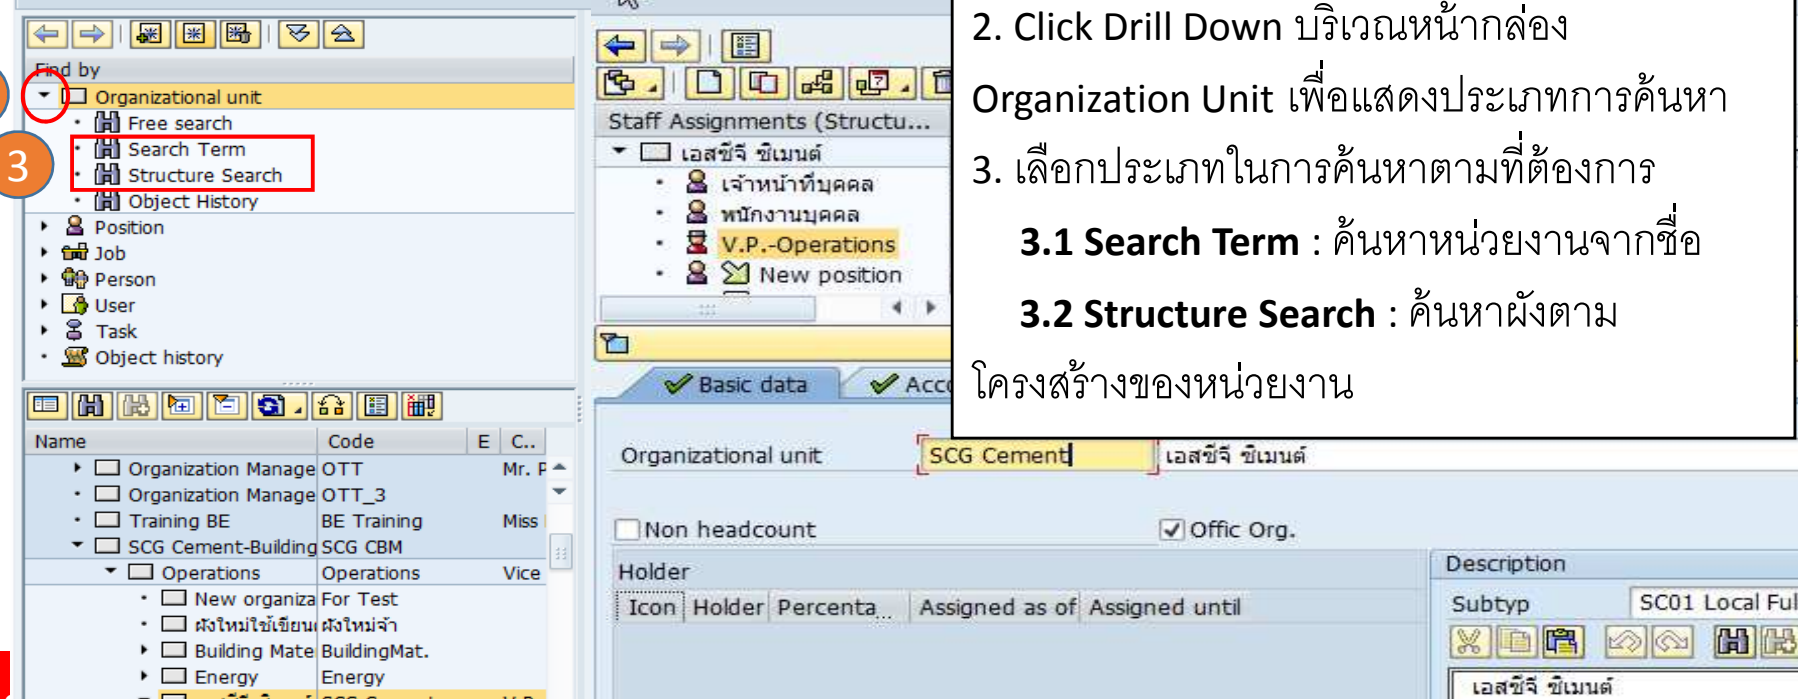 Find by
Organizational unit
Free search
Search Term
Structure Search
Object History
Position
Job
Person
User
Task
Object history
3
Name Code E C..
Organization Manage OTT Mr. P
Organization Manage OTT_3
Training BE BE Training Miss
SCG Cement-Building SCG CBM
Operations Operations Vice
New organiza For Test
ผังใหม่ใช้เขียน ผังใหม่จ้า
Building Mate BuildingMat.
Energy Energy
Staff Assignments (Structu...
เอสซีจี ซิเมนต์
เจ้าหน้าที่บุคคล
พนักงานบุคคล
V.P.-Operations
New position
Basic data Acco
Organizational unit SCG Cement เอสซีจี ซิเมนต์
Non headcount Offic Org.
Holder
Icon Holder Percenta... Assigned as of Assigned until
Description
Subtyp SC01 Local Ful
เอสซีจี ซิเมนต์
2. Click Drill Down บริเวณหน้ากล่อง
Organization Unit เพื่อแสดงประเภทการค้นหา
3. เลือกประเภทในการค้นหาตามที่ต้องการ
3.1 Search Term : ค้นหาหน่วยงานจากชื่อ
3.2 Structure Search : ค้นหาผังตาม
โครงสร้างของหน่วยงาน